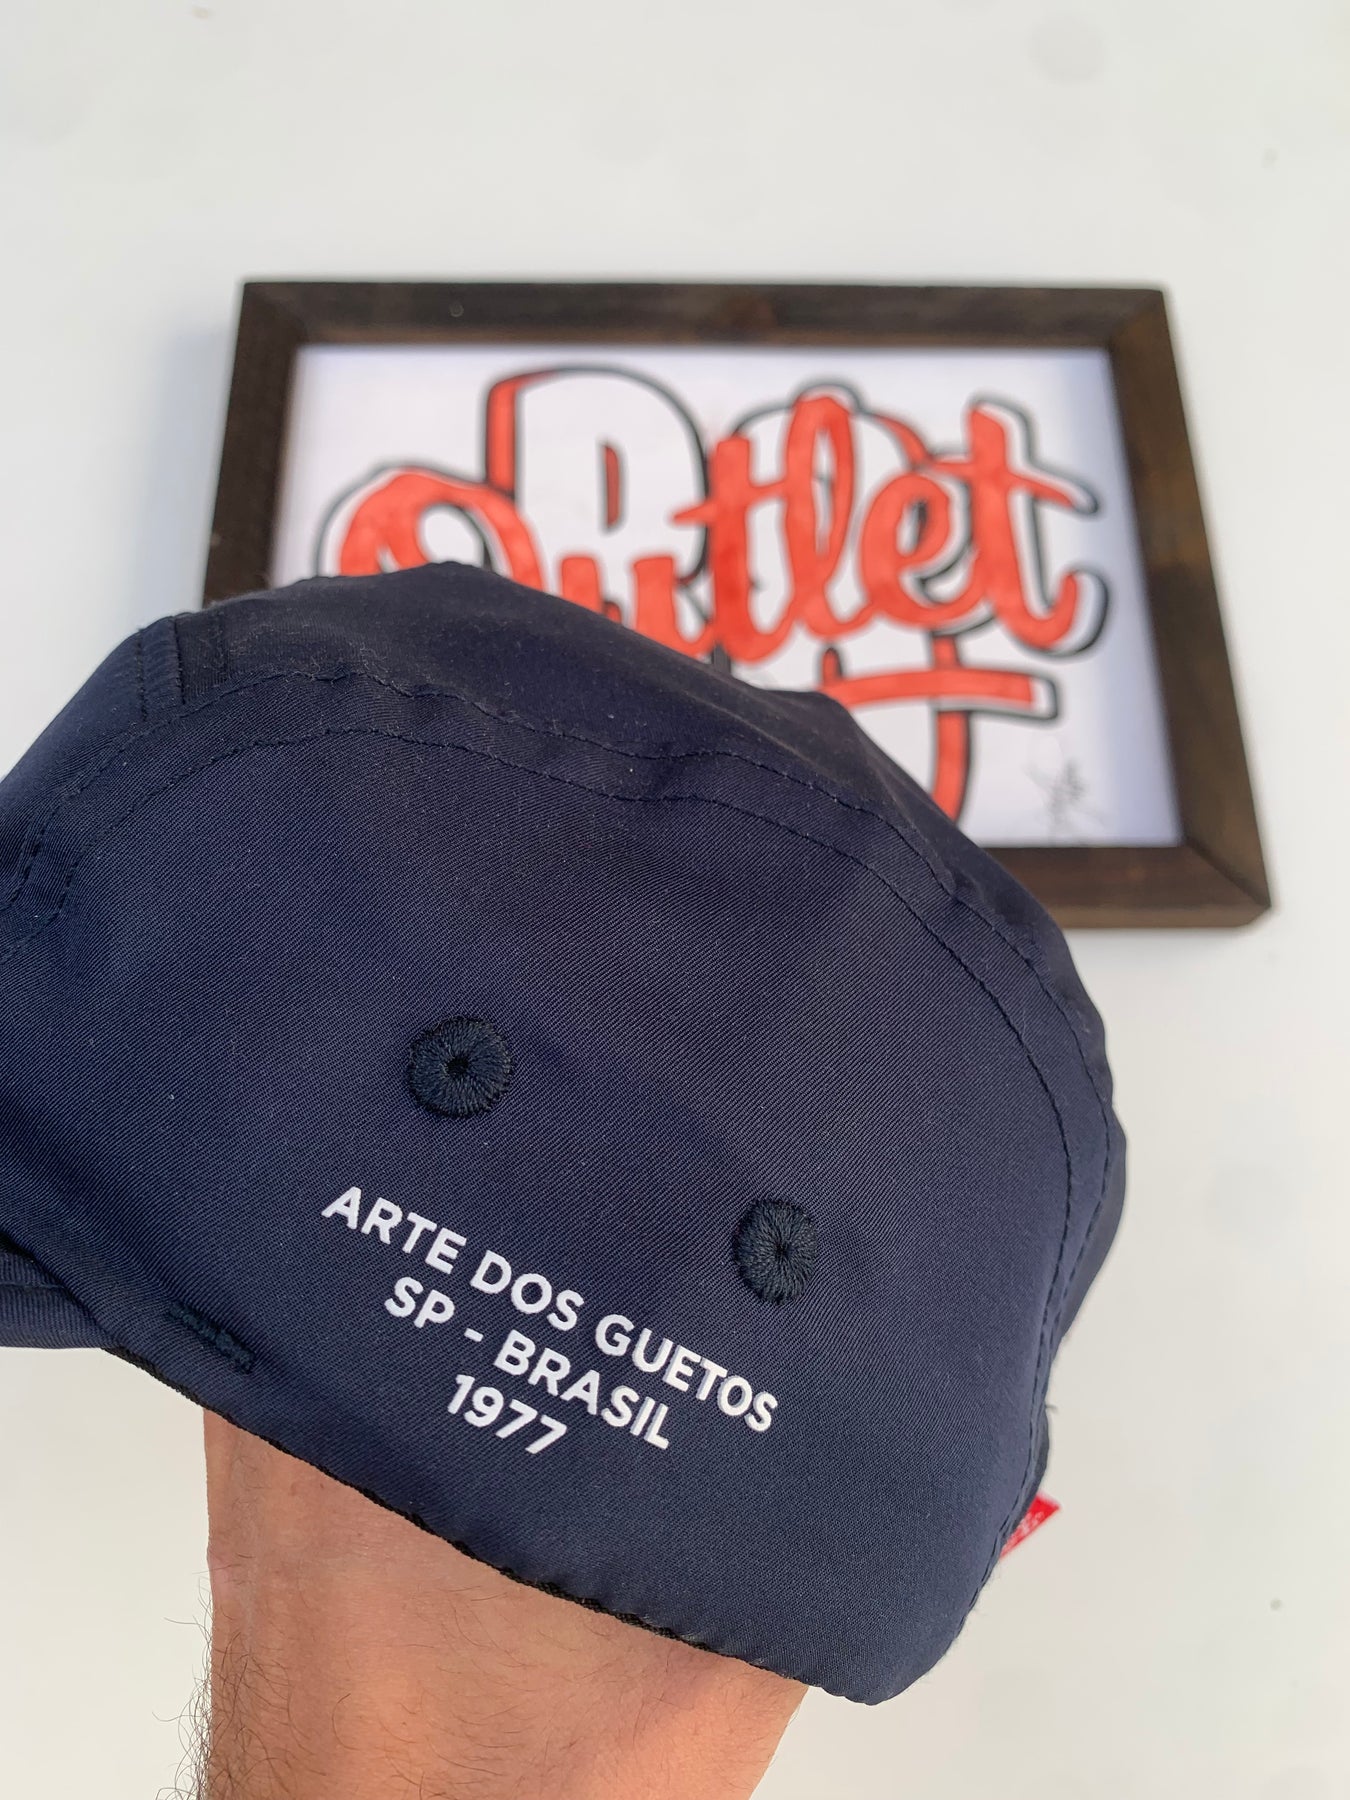 Outlet
ARTE DOS GUETOS
SP - BRASIL
1977